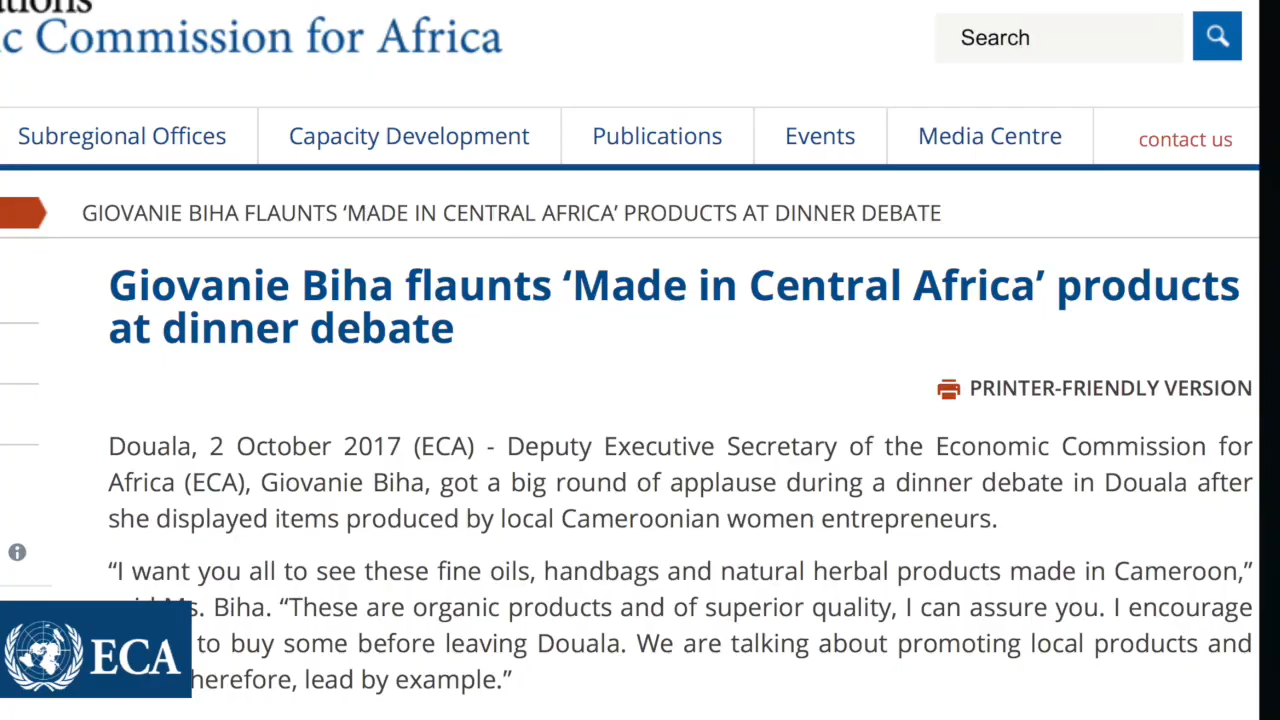 c Commission for Africa
Search
Subregional Offices
Capacity Development
Publications
Events
Media Centre
contact us
GIOVANIE BIHA FLAUNTS ‘MADE IN CENTRAL AFRICA’ PRODUCTS AT DINNER DEBATE
Giovanie Biha flaunts ‘Made in Central Africa’ products
at dinner debate
PRINTER-FRIENDLY VERSION
Douala, 2 October 2017 (ECA) - Deputy Executive Secretary of the Economic Commission for
Africa (ECA), Giovanie Biha, got a big round of applause during a dinner debate in Douala after
she displayed items produced by local Cameroonian women entrepreneurs.
“I want you all to see these fine oils, handbags and natural herbal products made in Cameroon,”
Ms. Biha. “These are organic products and of superior quality, I can assure you. I encourage
to buy some before leaving Douala. We are talking about promoting local products and
herefore, lead by example.”
ECA